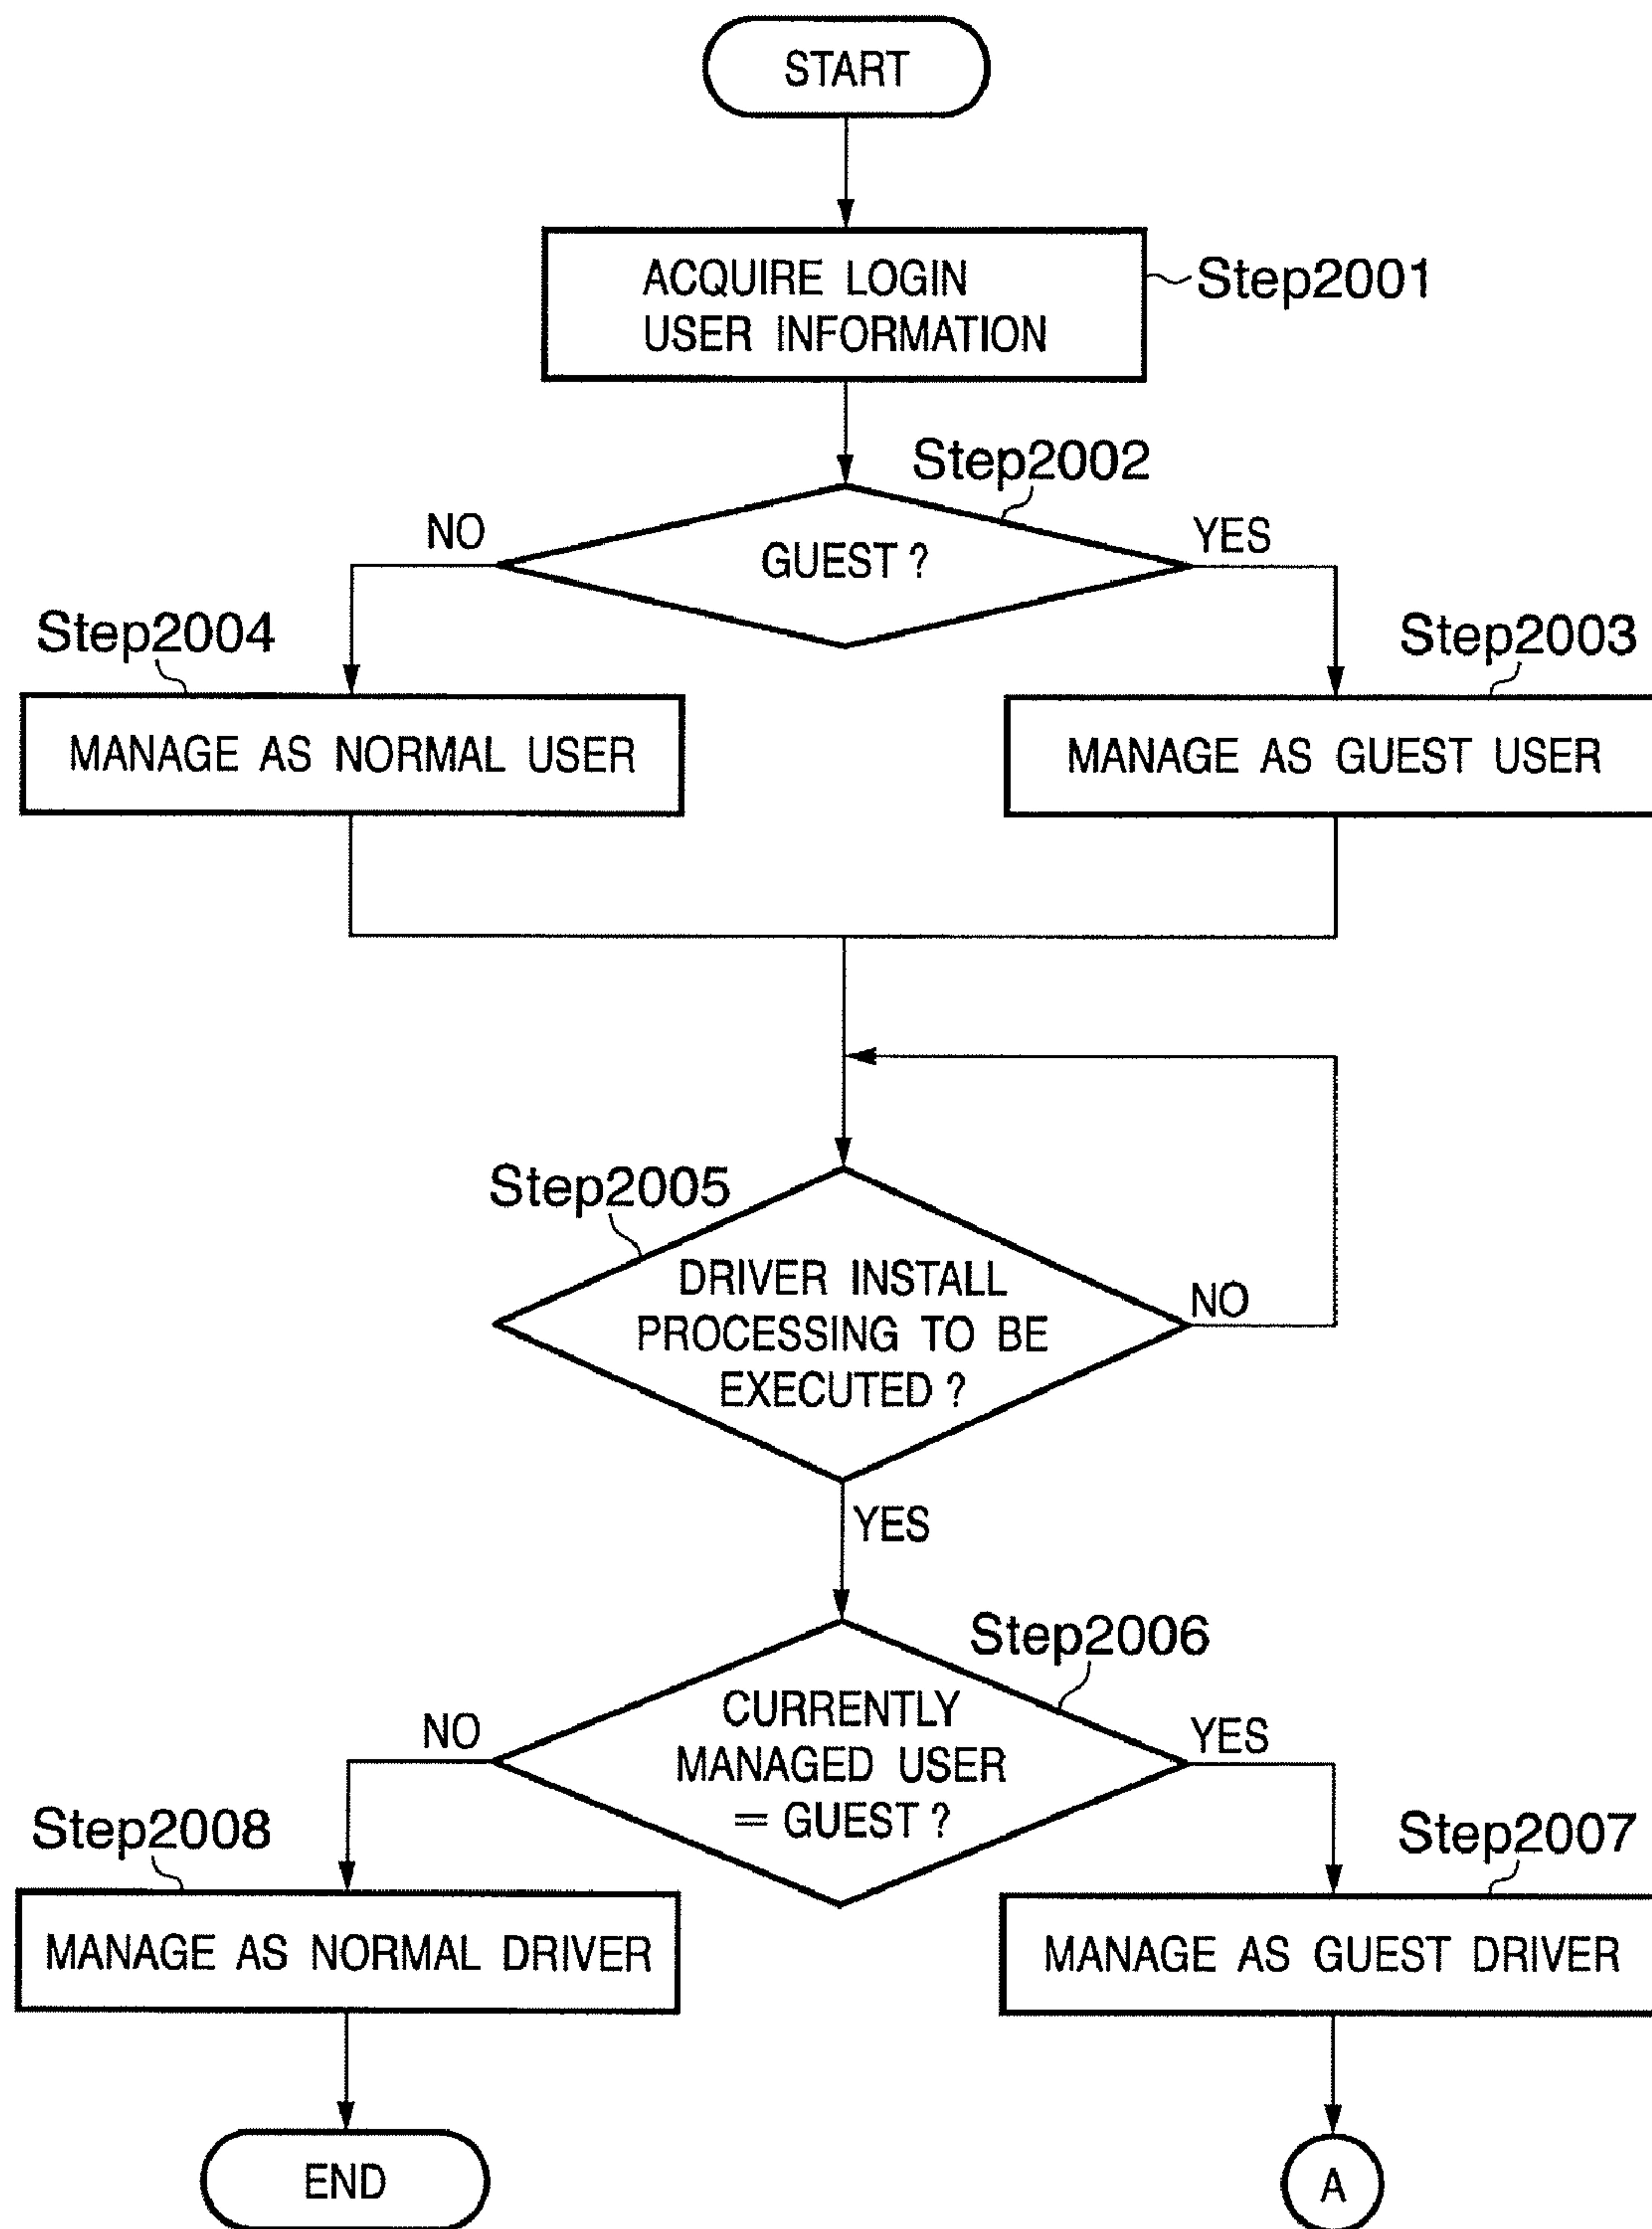 START
ACQUIRE LOGIN
USER INFORMATION
Step2001
Step2002
NO
GUEST ?
YES
Step2004
Step2003
MANAGE AS NORMAL USER
MANAGE AS GUEST USER
Step2005
DRIVER INSTALL
PROCESSING TO BE
EXECUTED ?
NO
YES
Step2006
NO
CURRENTLY
MANAGED USER
= GUEST ?
YES
Step2008
Step2007
MANAGE AS NORMAL DRIVER
MANAGE AS GUEST DRIVER
END
A